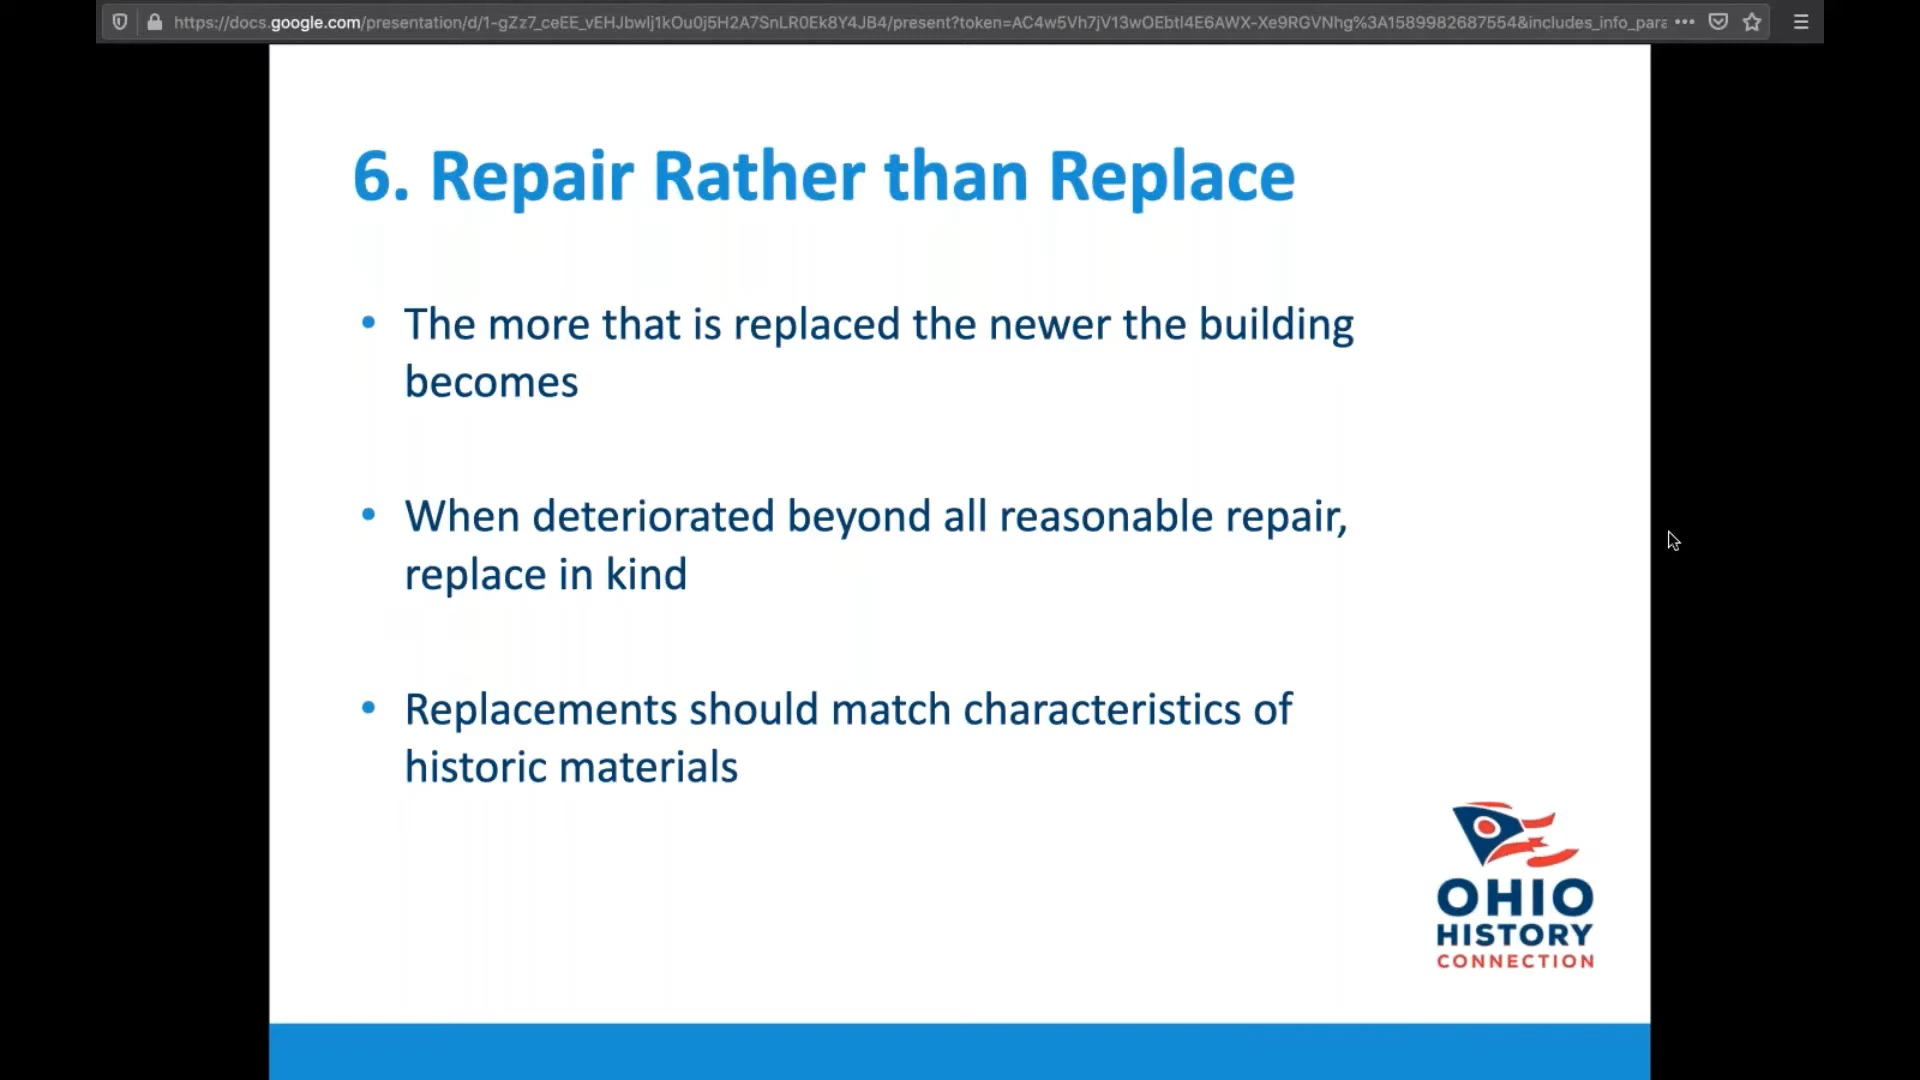 https://docs.google.com/presentation/d/1-gZz7_ceEE_vEHJbwlj1kOu0j5H2A7SnLR0Ek8Y4JB4/present?token=AC4w5Vh7jV13wOEbtI4E6AWX-Xe9RGVNhg%3A1589982687554&includes_info_para
6. Repair Rather than Replace
• The more that is replaced the newer the building
becomes
• When deteriorated beyond all reasonable repair,
replace in kind
• Replacements should match characteristics of
historic materials
OHIO
HISTORY
CONNECTION